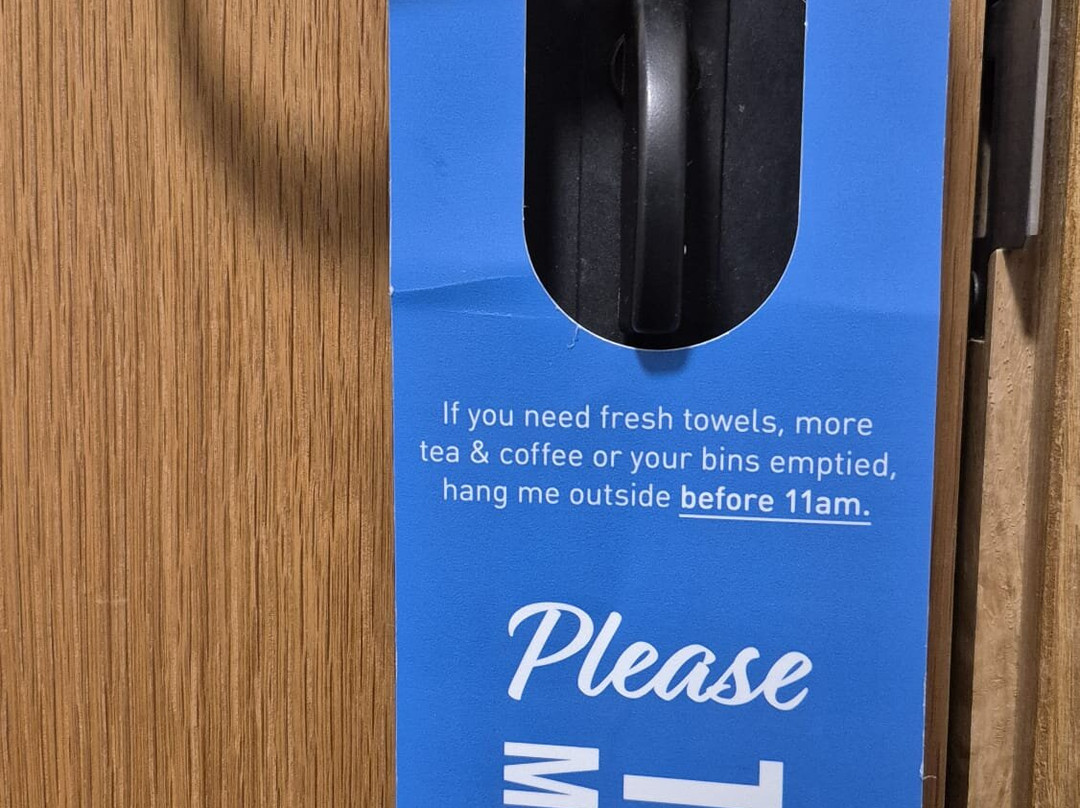 If you need fresh towels, more
tea & coffee or your bins emptied,
hang me outside before 11am.
Please